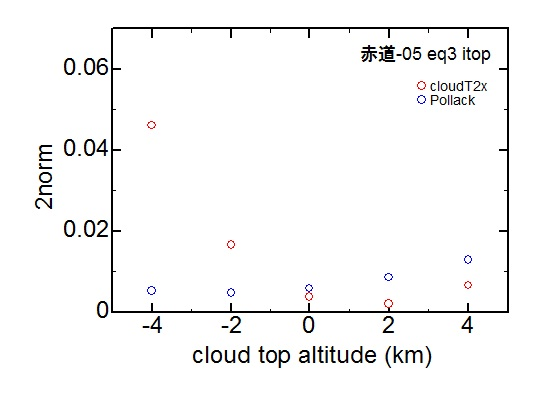 赤道-05 eq3 itop
cloudT2x
Pollack
0.06
0.04
0.02
0
2norm
-4 -2 0 2 4
cloud top altitude (km)